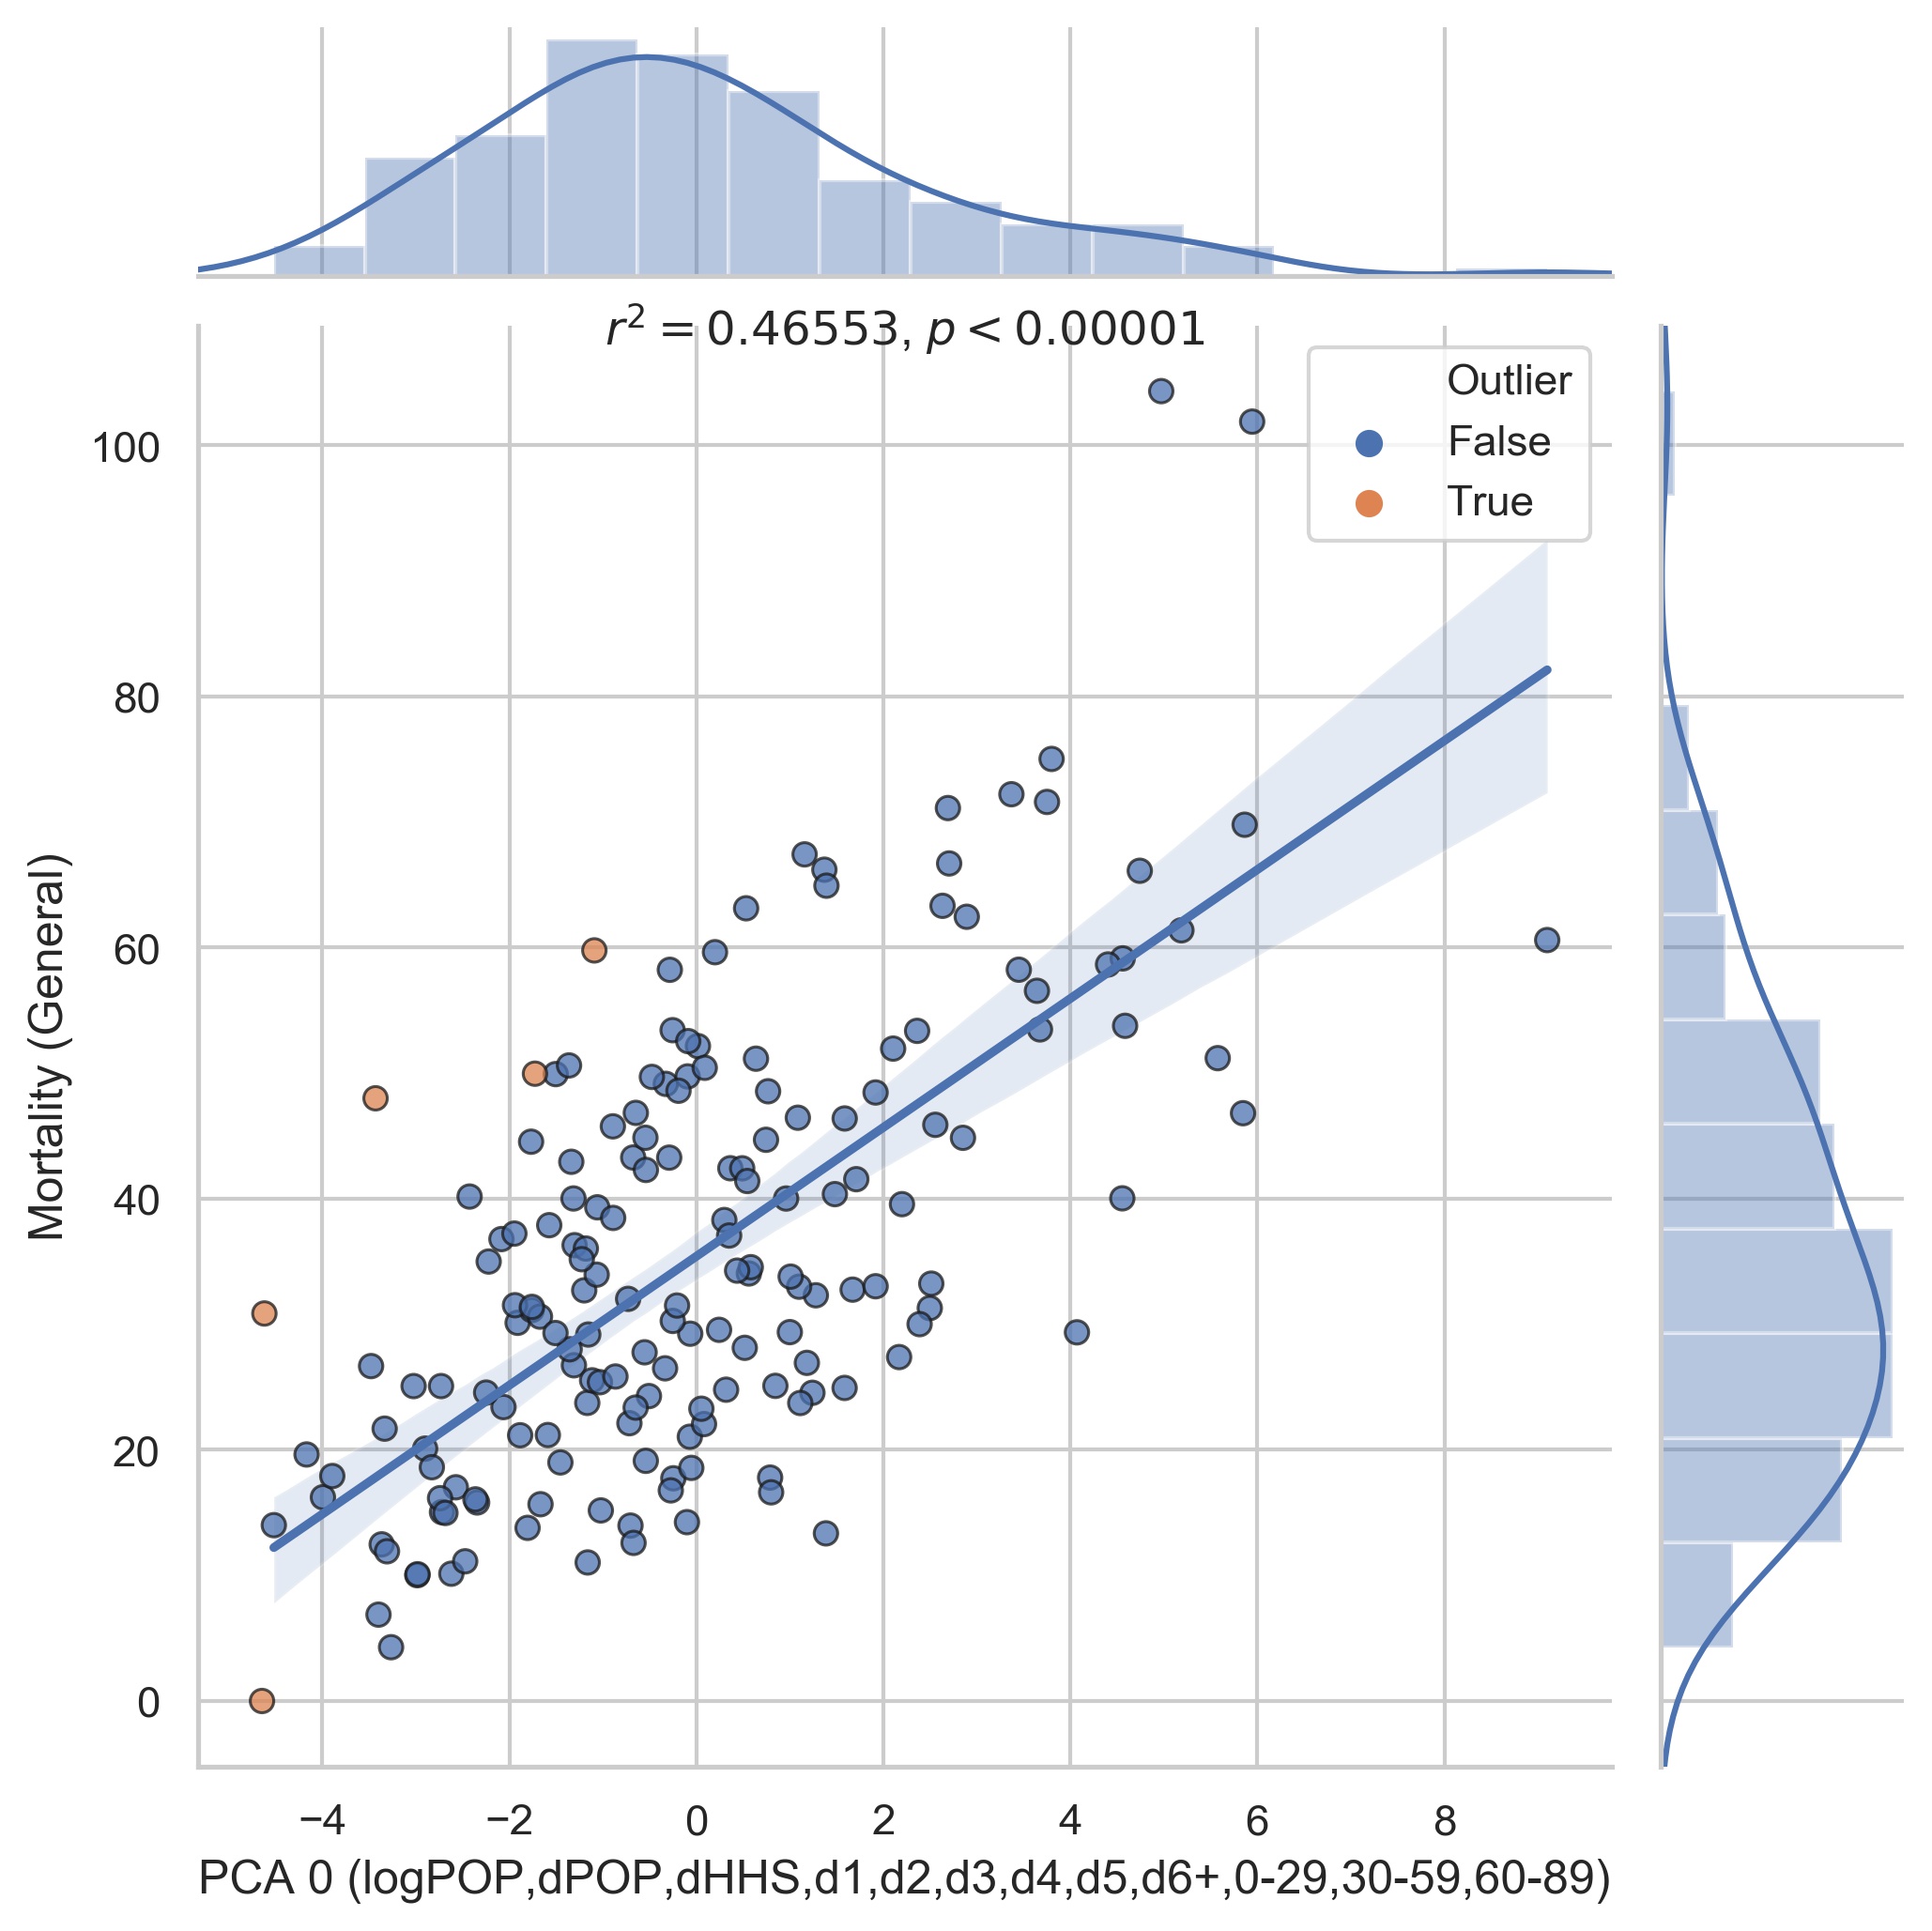 r² = 0.46553, p < 0.00001
Outlier
False
True
100
80
60
40
20
0
Mortality (General)
−4 −2 0 2 4 6 8
PCA 0 (logPOP,dPOP,dHHS,d1,d2,d3,d4,d5,d6+,0-29,30-59,60-89)